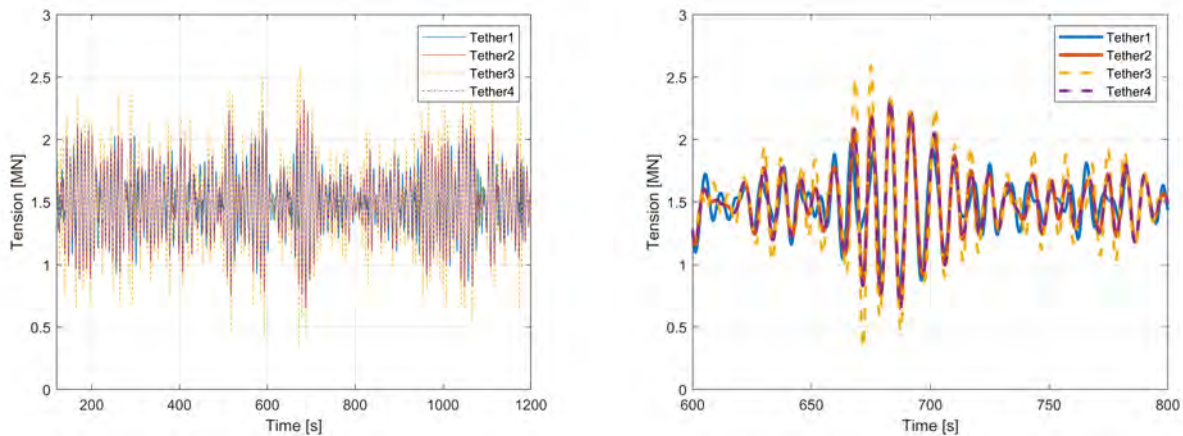 3
2.5
2
1.5
1
0.5
0
Tension [MN]
200 400 600 800 1000 1200
Time [s]
Tether1
Tether2
Tether3
Tether4
3
2.5
2
1.5
1
0.5
0
Tension [MN]
600 650 700 750 800
Time [s]
Tether1
Tether2
Tether3
Tether4